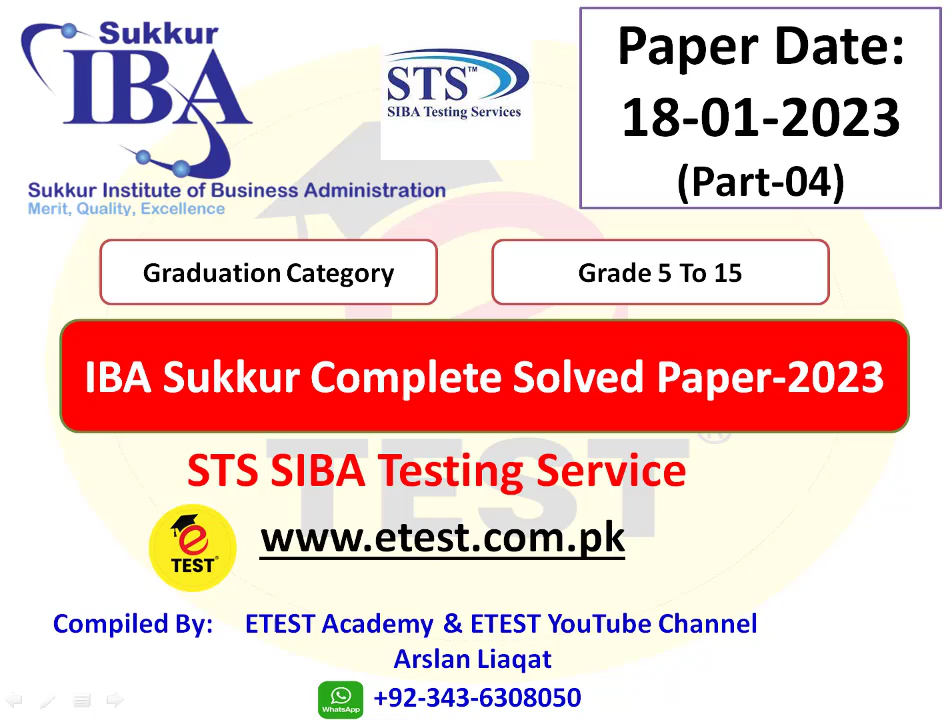 Sukkur
IBA
Sukkur Institute of Business Administration
Merit, Quality, Excellence
STS™
SIBA Testing Services
Paper Date:
18-01-2023
(Part-04)
Graduation Category
Grade 5 To 15
IBA Sukkur Complete Solved Paper-2023
TEST®
STS SIBA Testing Service
e
TEST®
www.etest.com.pk
Compiled By: ETEST Academy & ETEST YouTube Channel
Arslan Liaqat
WhatsApp
+92-343-6308050